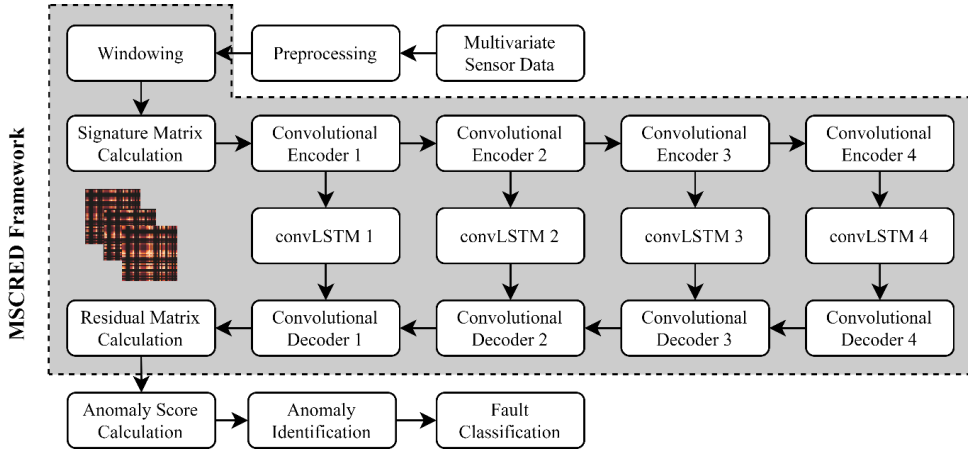 MSCRED Framework
Windowing
Preprocessing
Multivariate
Sensor Data
Signature Matrix
Calculation
Convolutional
Encoder 1
Convolutional
Encoder 2
Convolutional
Encoder 3
Convolutional
Encoder 4
convLSTM 1
convLSTM 2
convLSTM 3
convLSTM 4
Residual Matrix
Calculation
Convolutional
Decoder 1
Convolutional
Decoder 2
Convolutional
Decoder 3
Convolutional
Decoder 4
Anomaly Score
Calculation
Anomaly
Identification
Fault
Classification